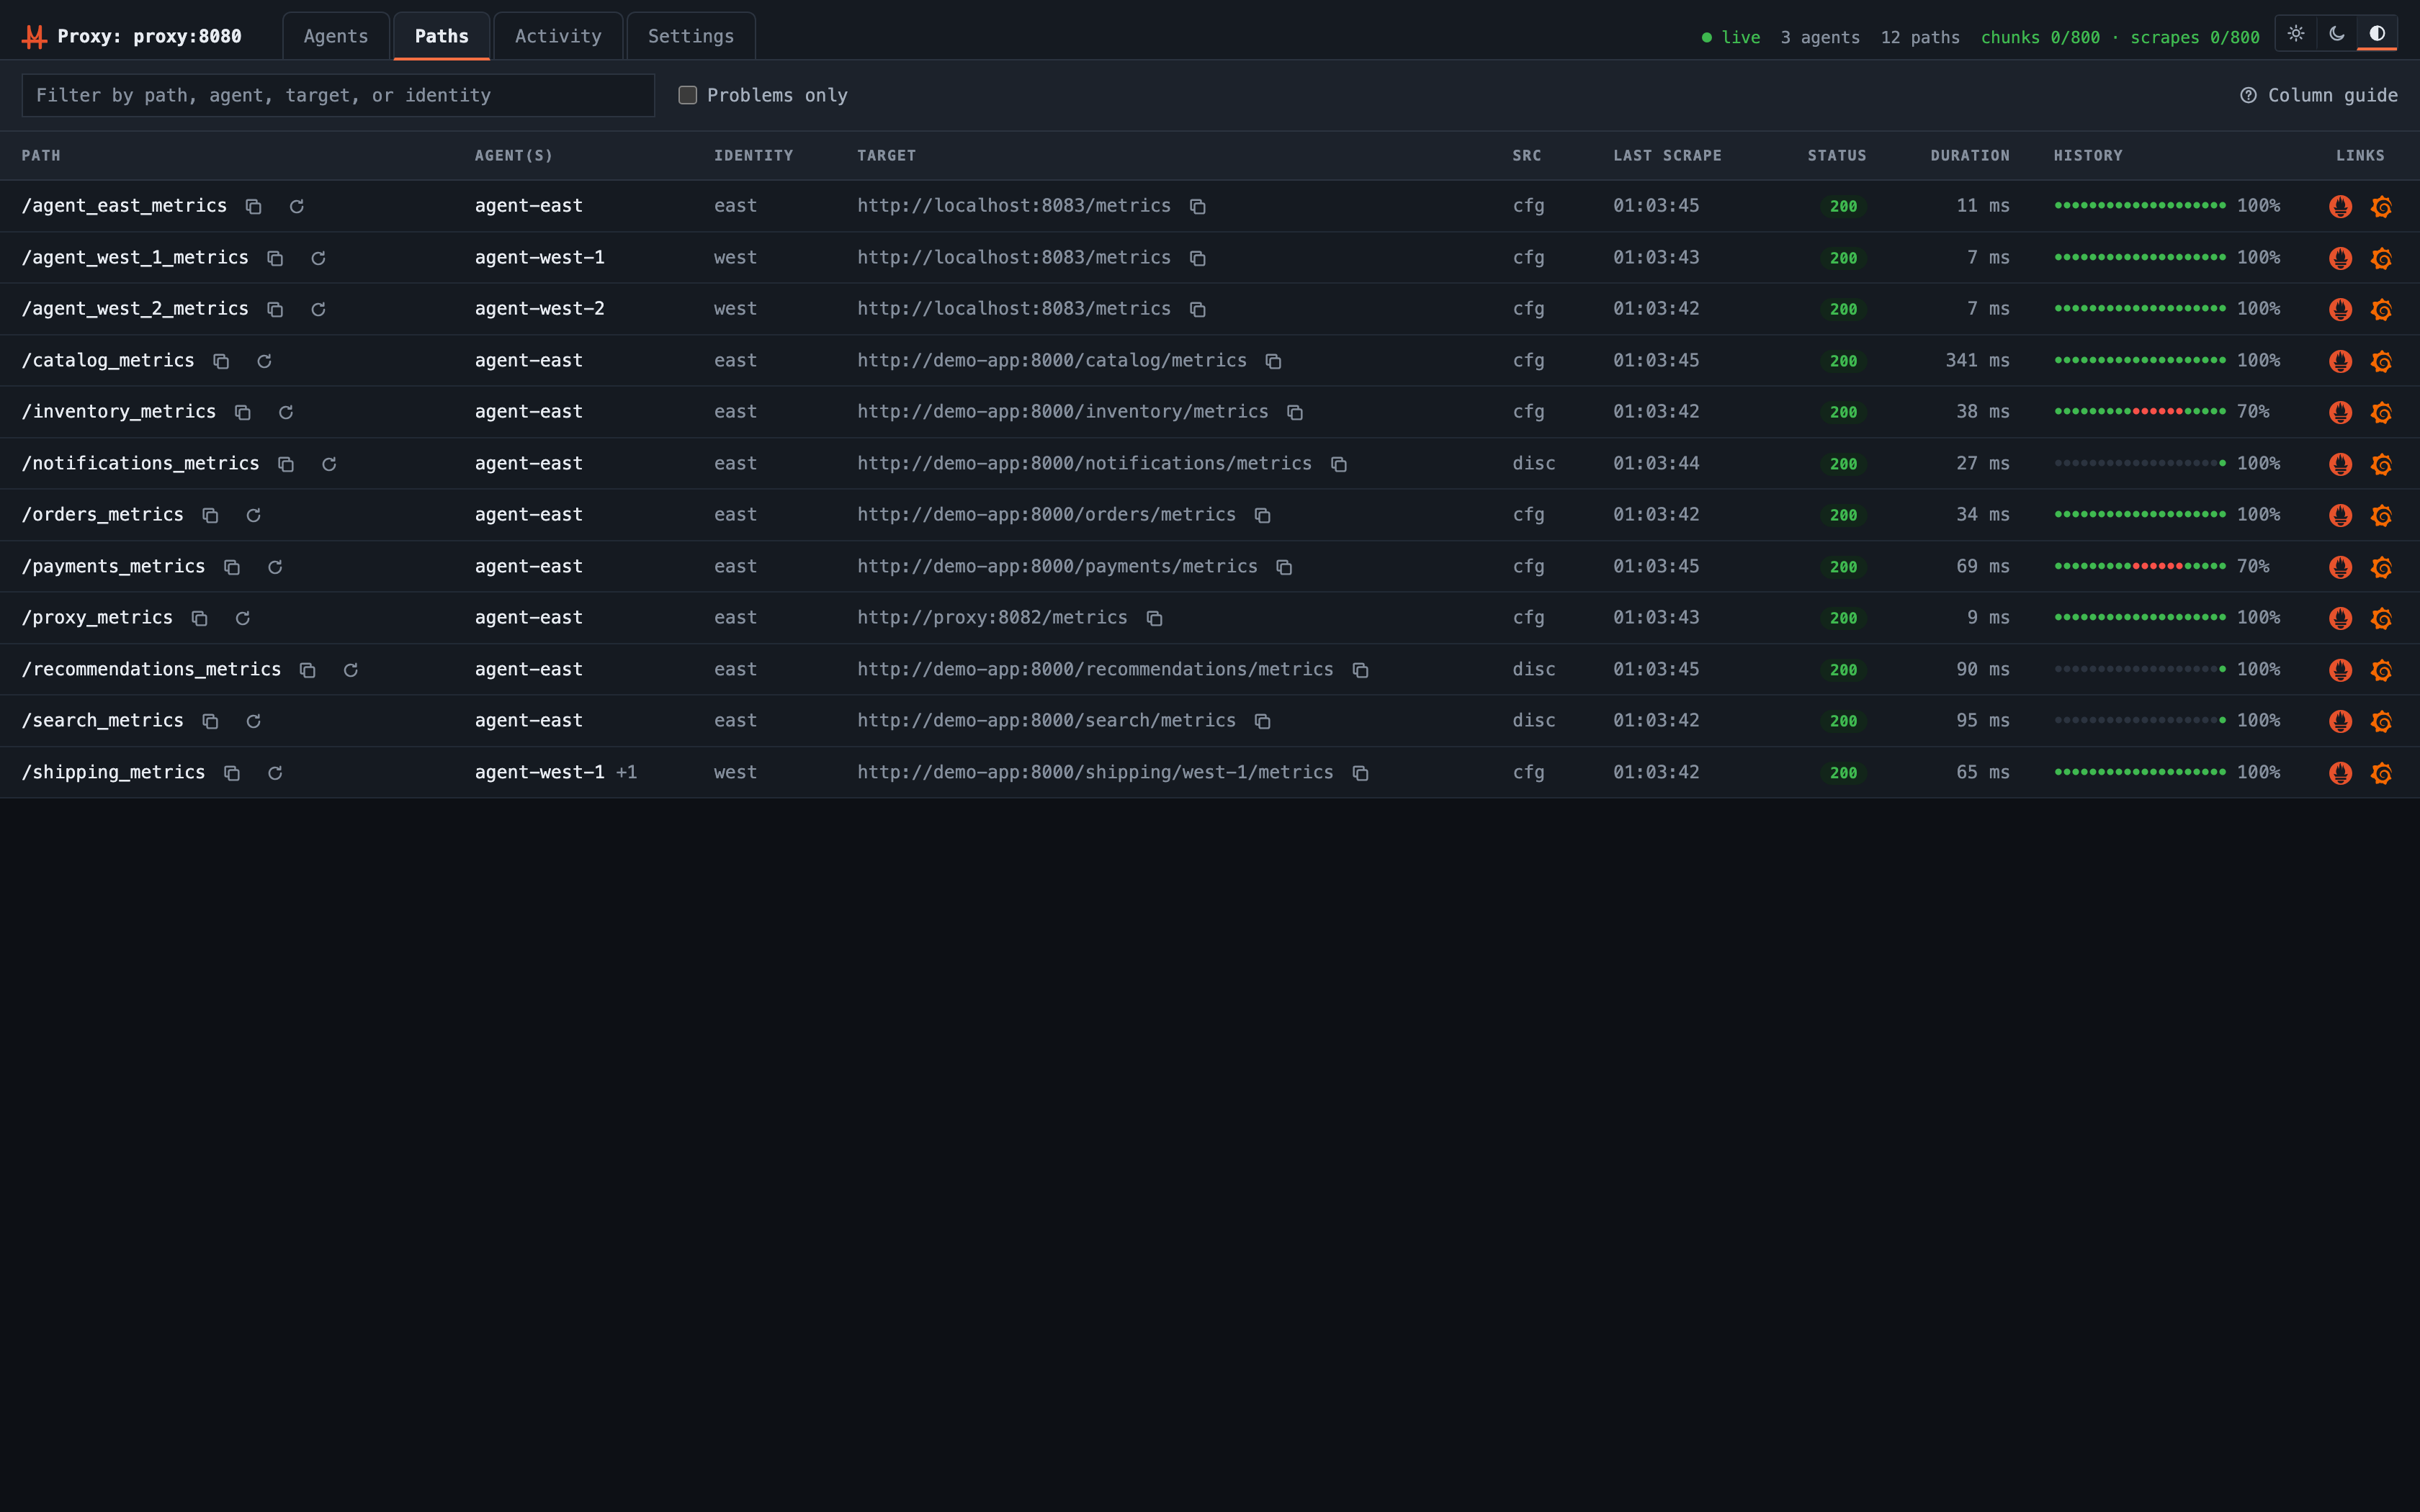 Proxy: proxy:8080 Agents Paths Activity Settings live 3 agents 12 paths chunks 0/800 · scrapes 0/800
Filter by path, agent, target, or identity Problems only Column guide
PATH AGENT(S) IDENTITY TARGET SRC LAST SCRAPE STATUS DURATION HISTORY LINKS
/agent_east_metrics agent-east east http://localhost:8083/metrics cfg 01:03:45 200 11 ms 100%
/agent_west_1_metrics agent-west-1 west http://localhost:8083/metrics cfg 01:03:43 200 7 ms 100%
/agent_west_2_metrics agent-west-2 west http://localhost:8083/metrics cfg 01:03:42 200 7 ms 100%
/catalog_metrics agent-east east http://demo-app:8000/catalog/metrics cfg 01:03:45 200 341 ms 100%
/inventory_metrics agent-east east http://demo-app:8000/inventory/metrics cfg 01:03:42 200 38 ms 70%
/notifications_metrics agent-east east http://demo-app:8000/notifications/metrics disc 01:03:44 200 27 ms 100%
/orders_metrics agent-east east http://demo-app:8000/orders/metrics cfg 01:03:42 200 34 ms 100%
/payments_metrics agent-east east http://demo-app:8000/payments/metrics cfg 01:03:45 200 69 ms 70%
/proxy_metrics agent-east east http://proxy:8082/metrics cfg 01:03:43 200 9 ms 100%
/recommendations_metrics agent-east east http://demo-app:8000/recommendations/metrics disc 01:03:45 200 90 ms 100%
/search_metrics agent-east east http://demo-app:8000/search/metrics disc 01:03:42 200 95 ms 100%
/shipping_metrics agent-west-1 +1 west http://demo-app:8000/shipping/west-1/metrics cfg 01:03:42 200 65 ms 100%